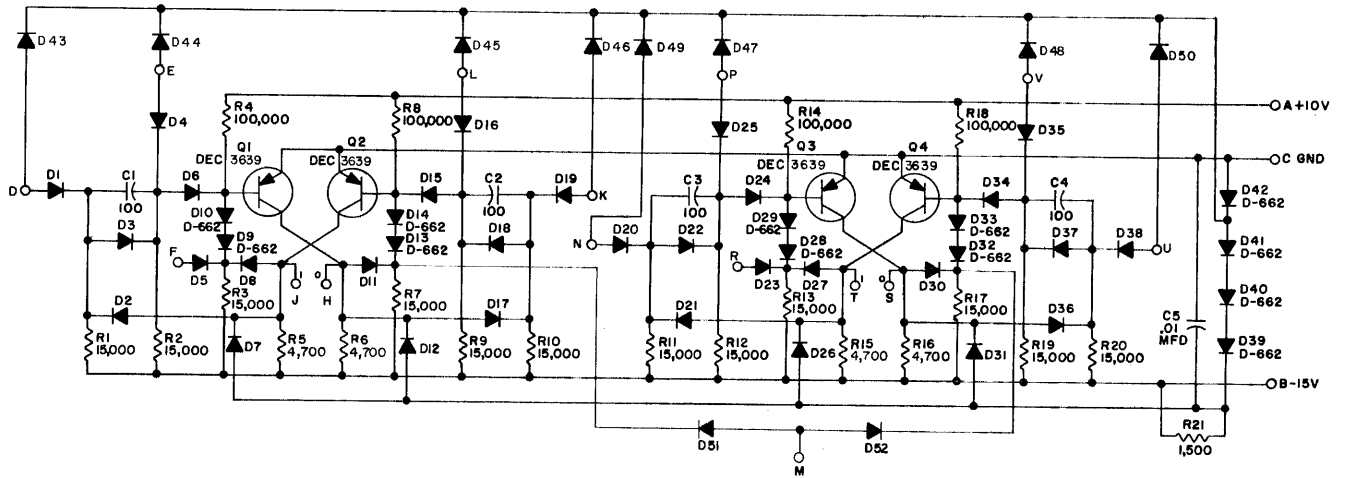 D43
D44
D45
D46
D49
D47
D48
D50
E
L
P
V
R4
100,000
R8
100,000
R14
100,000
R18
100,000
A +10V
D4
D16
D25
D35
Q1
DEC 3639
Q2
DEC 3639
Q3
DEC 3639
Q4
DEC 3639
C GND
D
D1
C1
100
D6
D15
C2
100
D19
K
C3
100
D24
D34
C4
100
D42
D-662
D3
D10
D-662
D9
D-662
D14
D-662
D13
D-662
D18
N
D20
D22
D29
D-662
D28
D-662
D33
D-662
D32
D-662
D37
D38
U
D41
D-662
F
D5
D8
1
J
0
H
D11
R
D23
D27
1
T
0
S
D30
D40
D-662
R3
15,000
R7
15,000
R13
15,000
R17
15,000
D2
D17
D21
D36
C5
.01
MFD
D39
D-662
R1
15,000
R2
15,000
D7
R5
4,700
R6
4,700
D12
R9
15,000
R10
15,000
R11
15,000
R12
15,000
D26
R15
4,700
R16
4,700
D31
R19
15,000
R20
15,000
B-15V
D51
D52
M
R21
1,500